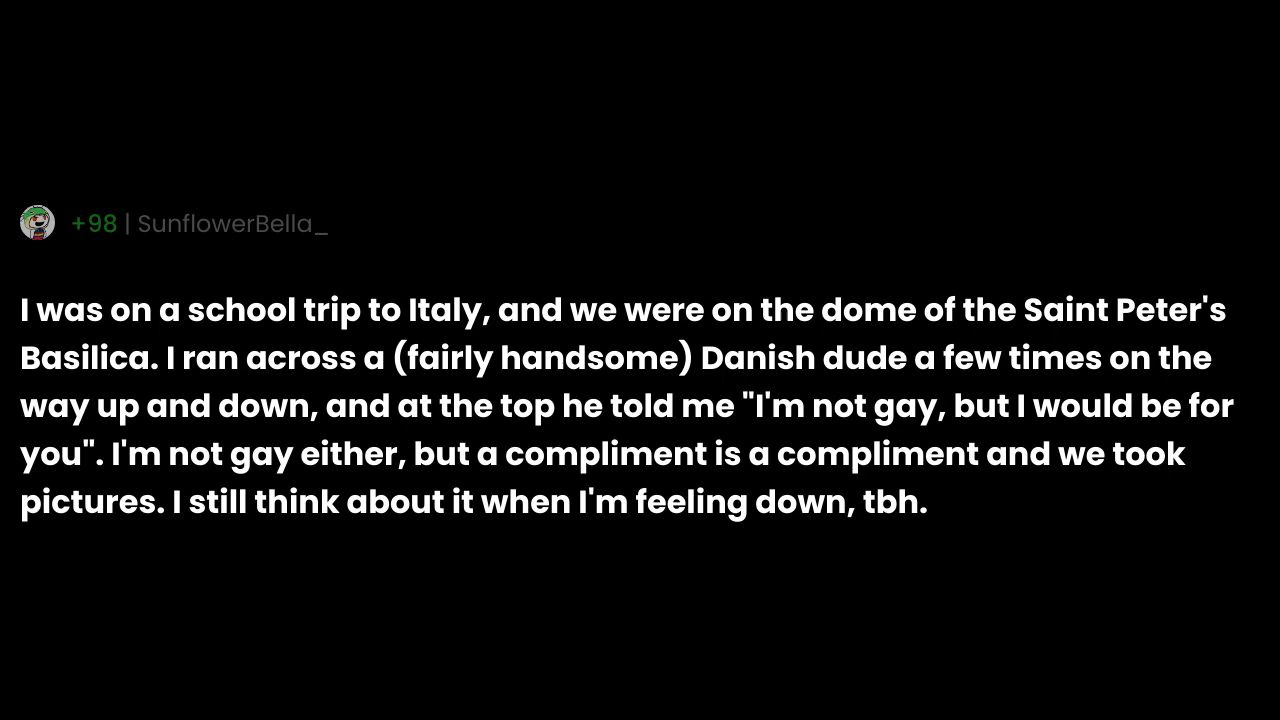 +98 | SunflowerBella_
I was on a school trip to Italy, and we were on the dome of the Saint Peter's
Basilica. I ran across a (fairly handsome) Danish dude a few times on the
way up and down, and at the top he told me "I'm not gay, but I would be for
you". I'm not gay either, but a compliment is a compliment and we took
pictures. I still think about it when I'm feeling down, tbh.